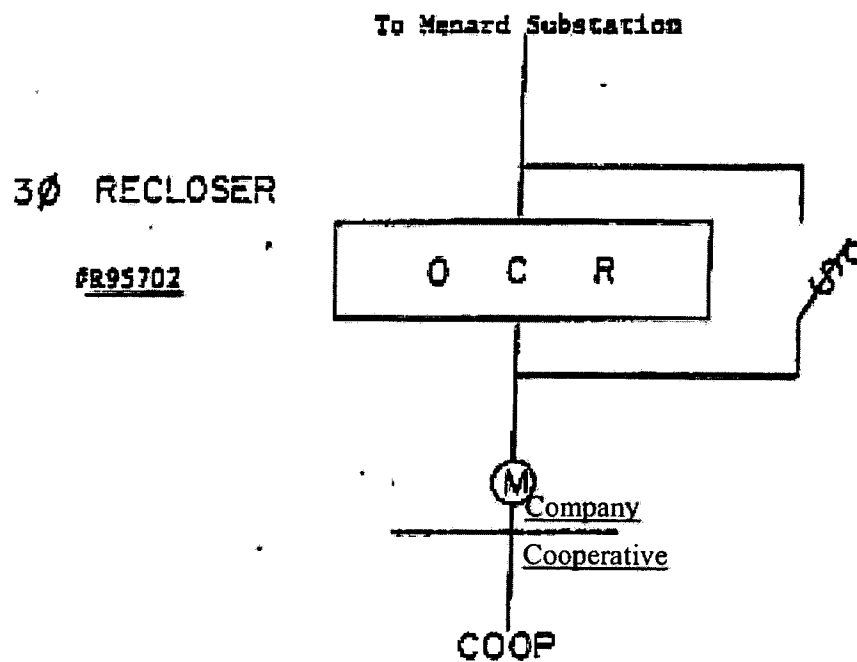 To Menard Substation
3Ø RECLOSER
O C R
#R95702
M
Company
Cooperative
COOP